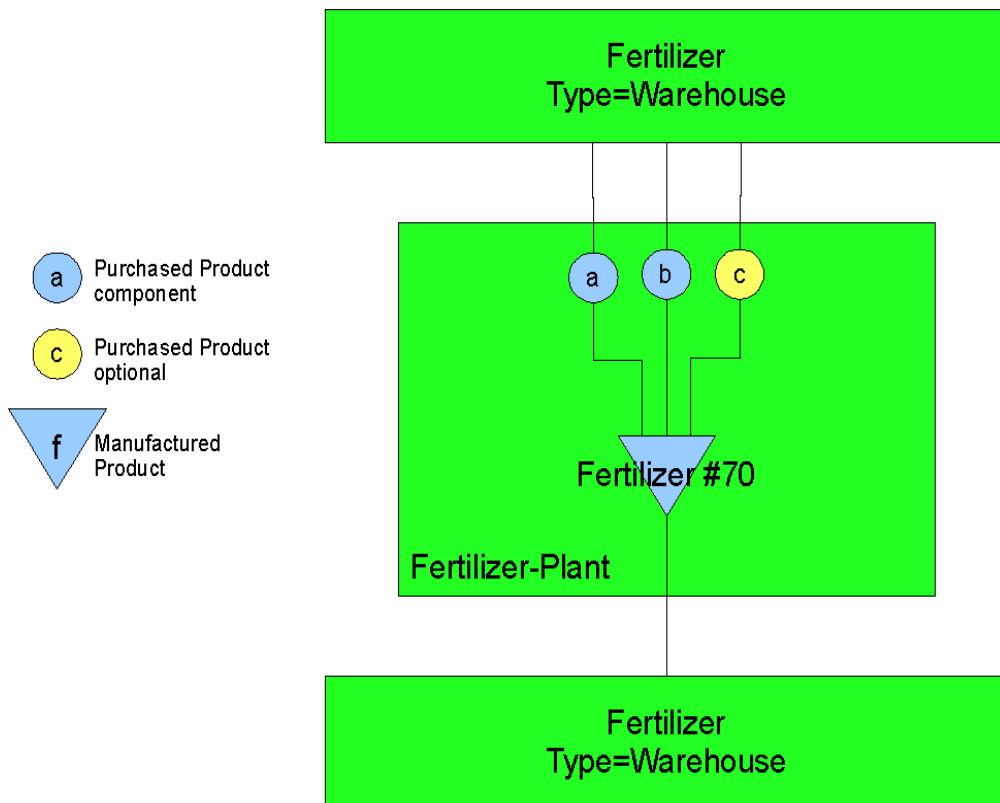 Fertilizer
Type=Warehouse
a
Purchased Product
component
c
Purchased Product
optional
f
Manufactured
Product
a
b
c
Fertilizer #70
Fertilizer-Plant
Fertilizer
Type=Warehouse